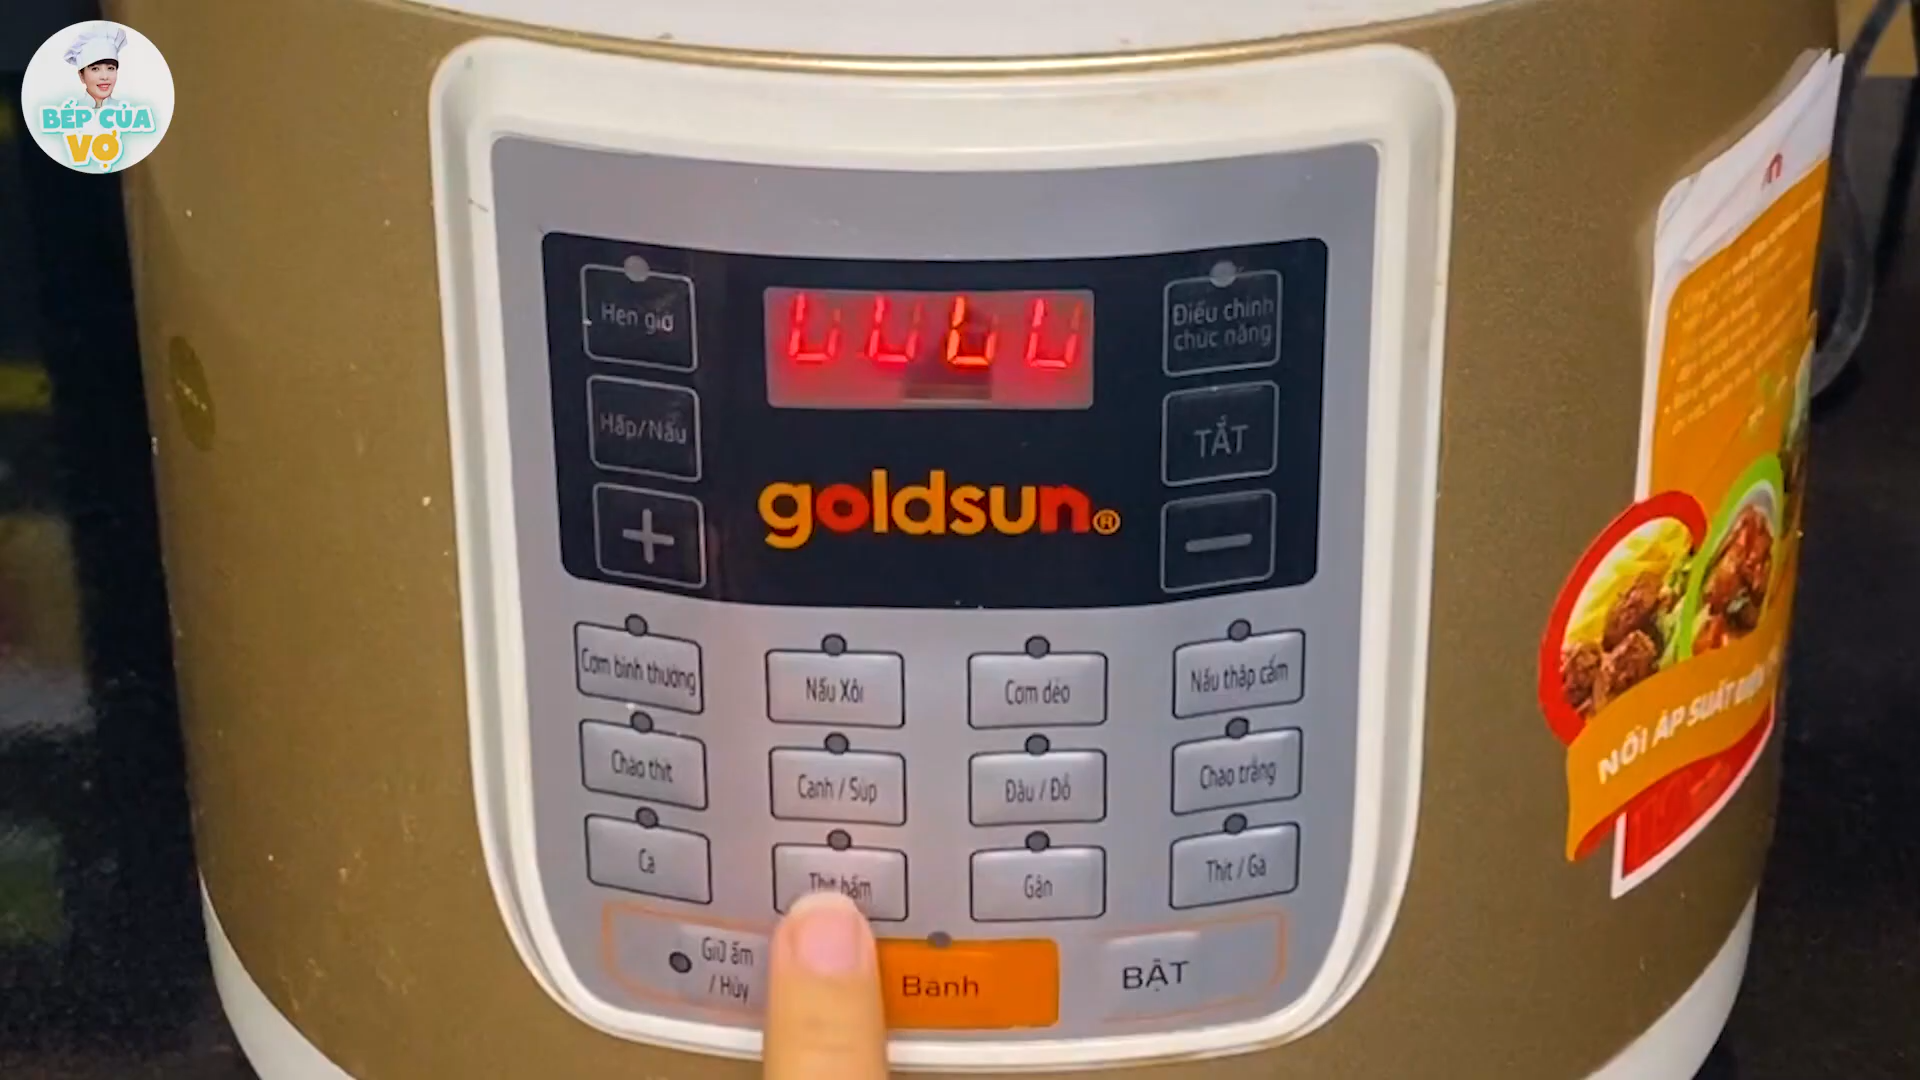 BẾP CỦA
VỢ
Hẹn giờ
Điều chỉnh
chức năng
Hấp/Nấu
TẮT
goldsun®
+
−
Cơm bình thường
Nấu Xôi
Cơm dẻo
Nấu thập cẩm
Cháo thịt
Canh / Súp
Đậu / Đỗ
Cháo trắng
Cá
Thịt hầm
Gân
Thịt / Gà
Giữ ấm
/ Hủy
Bánh
BẬT
NỒI ÁP SUẤT